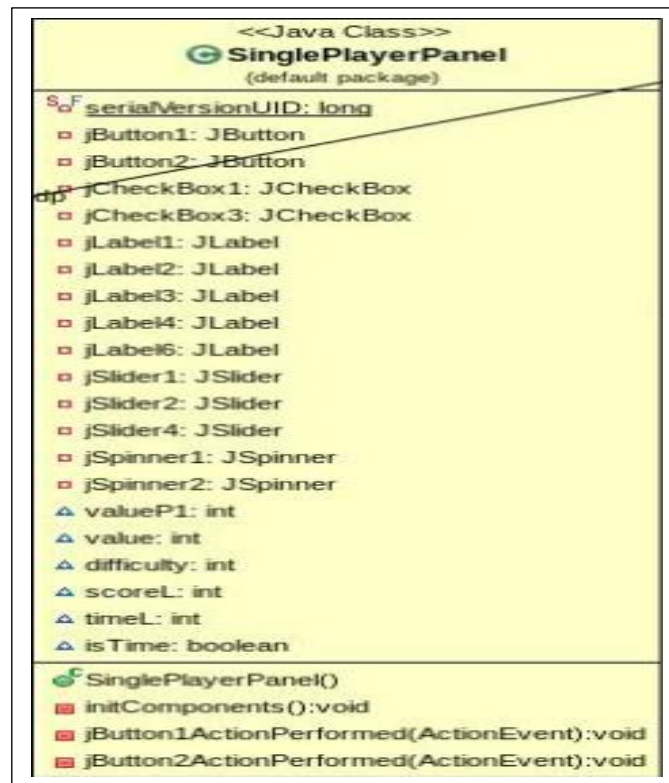 <<Java Class>>
SinglePlayerPanel
(default package)
serialVersionUID: long
jButton1: JButton
jButton2: JButton
dp jCheckBox1: JCheckBox
jCheckBox3: JCheckBox
jLabel1: JLabel
jLabel2: JLabel
jLabel3: JLabel
jLabel4: JLabel
jLabel6: JLabel
jSlider1: JSlider
jSlider2: JSlider
jSlider4: JSlider
jSpinner1: JSpinner
jSpinner2: JSpinner
valueP1: int
value: int
difficulty: int
scoreL: int
timeL: int
isTime: boolean
SinglePlayerPanel()
initComponents():void
jButton1ActionPerformed(ActionEvent):void
jButton2ActionPerformed(ActionEvent):void